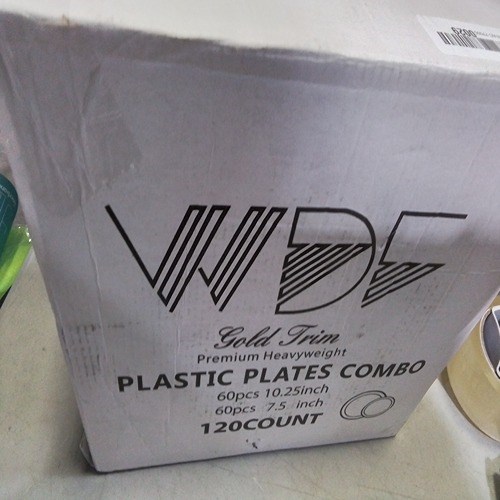 WDF
Gold Trim
Premium Heavyweight
PLASTIC PLATES COMBO
60pcs 10.25inch
60pcs 7.5 inch
120COUNT